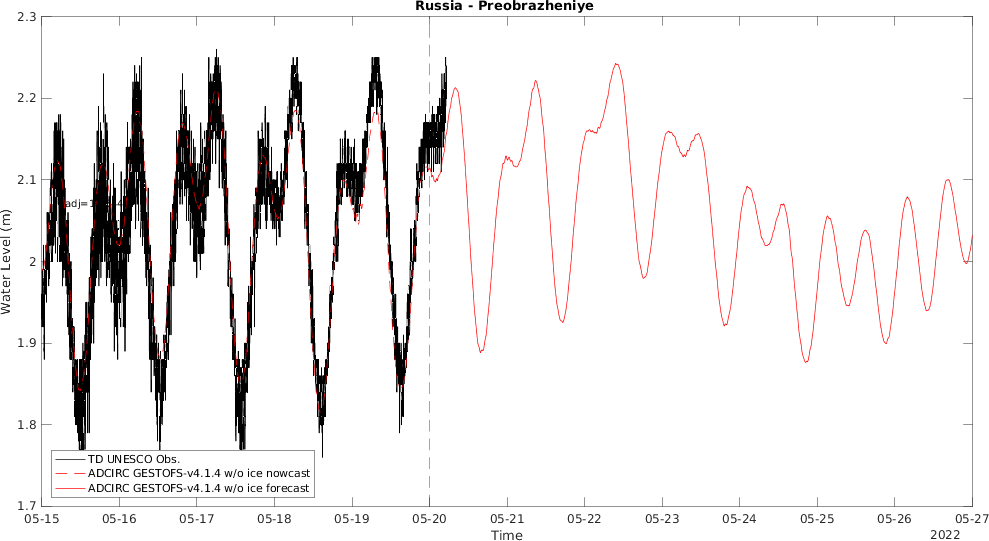 Russia - Preobrazheniye
2.3
2.2
2.1
2
1.9
1.8
1.7
Water Level (m)
TD UNESCO Obs.
ADCIRC GESTOFS-v4.1.4 w/o ice nowcast
ADCIRC GESTOFS-v4.1.4 w/o ice forecast
05-15 05-16 05-17 05-18 05-19 05-20 05-21 05-22 05-23 05-24 05-25 05-26 05-27
Time
2022